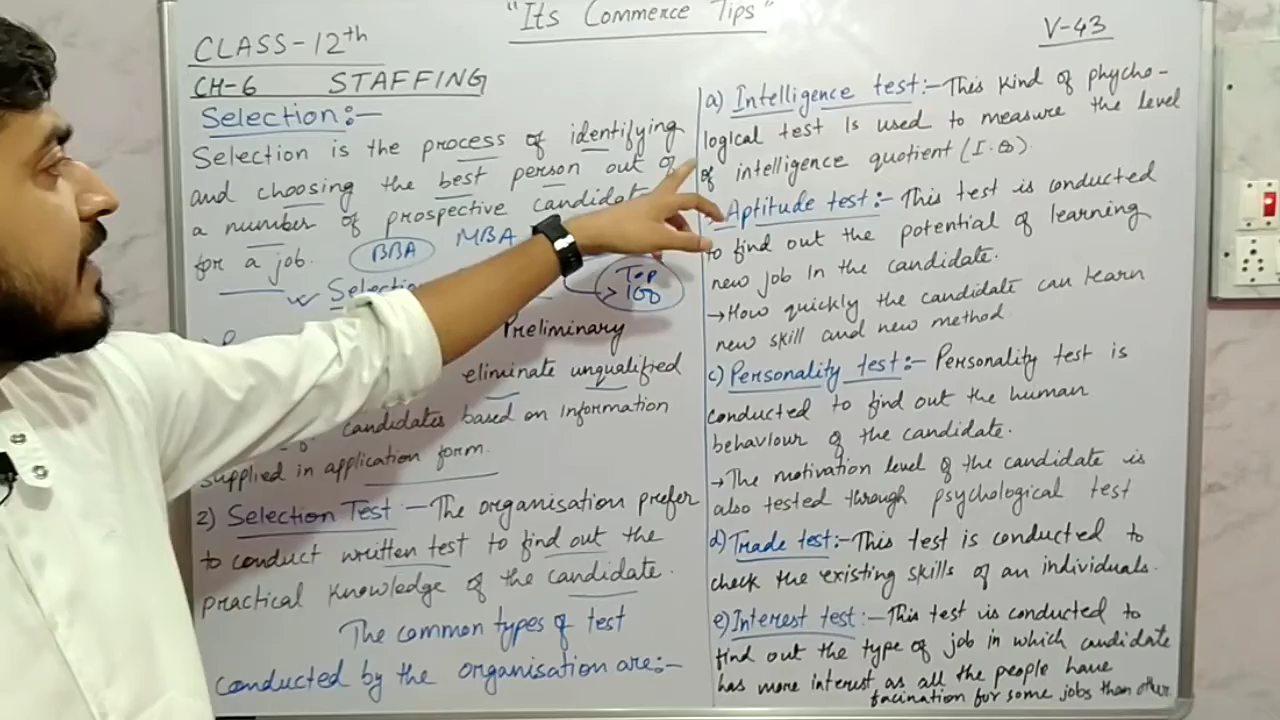 "Its Commerce Tips"
V-43
CLASS-12th
CH-6 STAFFING
Selection:-
Selection is the process of identifying
and choosing the best person out of
a number of prospective candidat
for a job.
BBA MBA
Selectio
Top
100
Preliminary
eliminate unqualified
candidates based on information
supplied in application form.
2) Selection Test - The organisation prefer
to conduct written test to find out the
practical knowledge of the candidate.
The common types of test
conducted by the organisation are:-
a) Intelligence test:- This kind of phycho-
logical test is used to measure the level
of intelligence quotient (I.Q).
Aptitude test:- This test is conducted
to find out the potential of learning
new job in the candidate.
→How quickly the candidate can learn
new skill and new method.
c) Personality test:- Personality test is
conducted to find out the human
behaviour of the candidate.
→The motivation level of the candidate is
also tested through psychological test
d) Trade test:- This test is conducted to
check the existing skills of an individuals.
e) Interest test:- This test is conducted to
find out the type of job in which candidate
has more interest as all the people have
facination for some jobs than other.